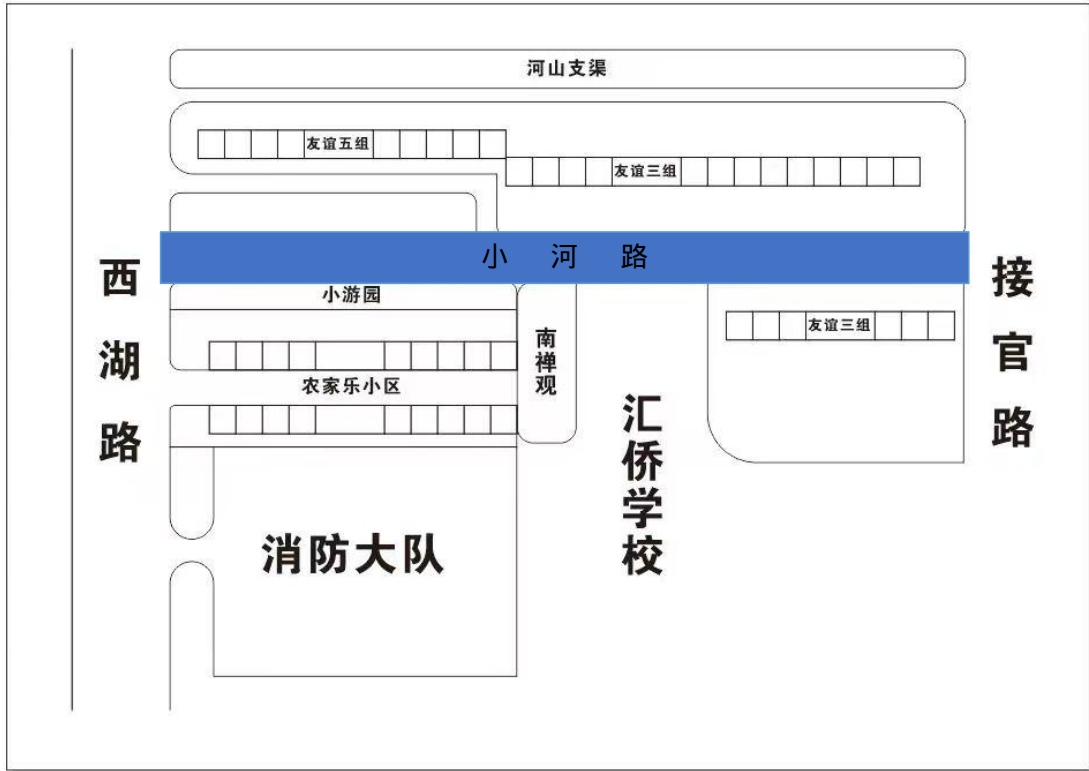 河山支渠
友谊五组
友谊三组
小河路
西湖路
接官路
小游园
友谊三组
南禅观
农家乐小区
汇侨学校
消防大队